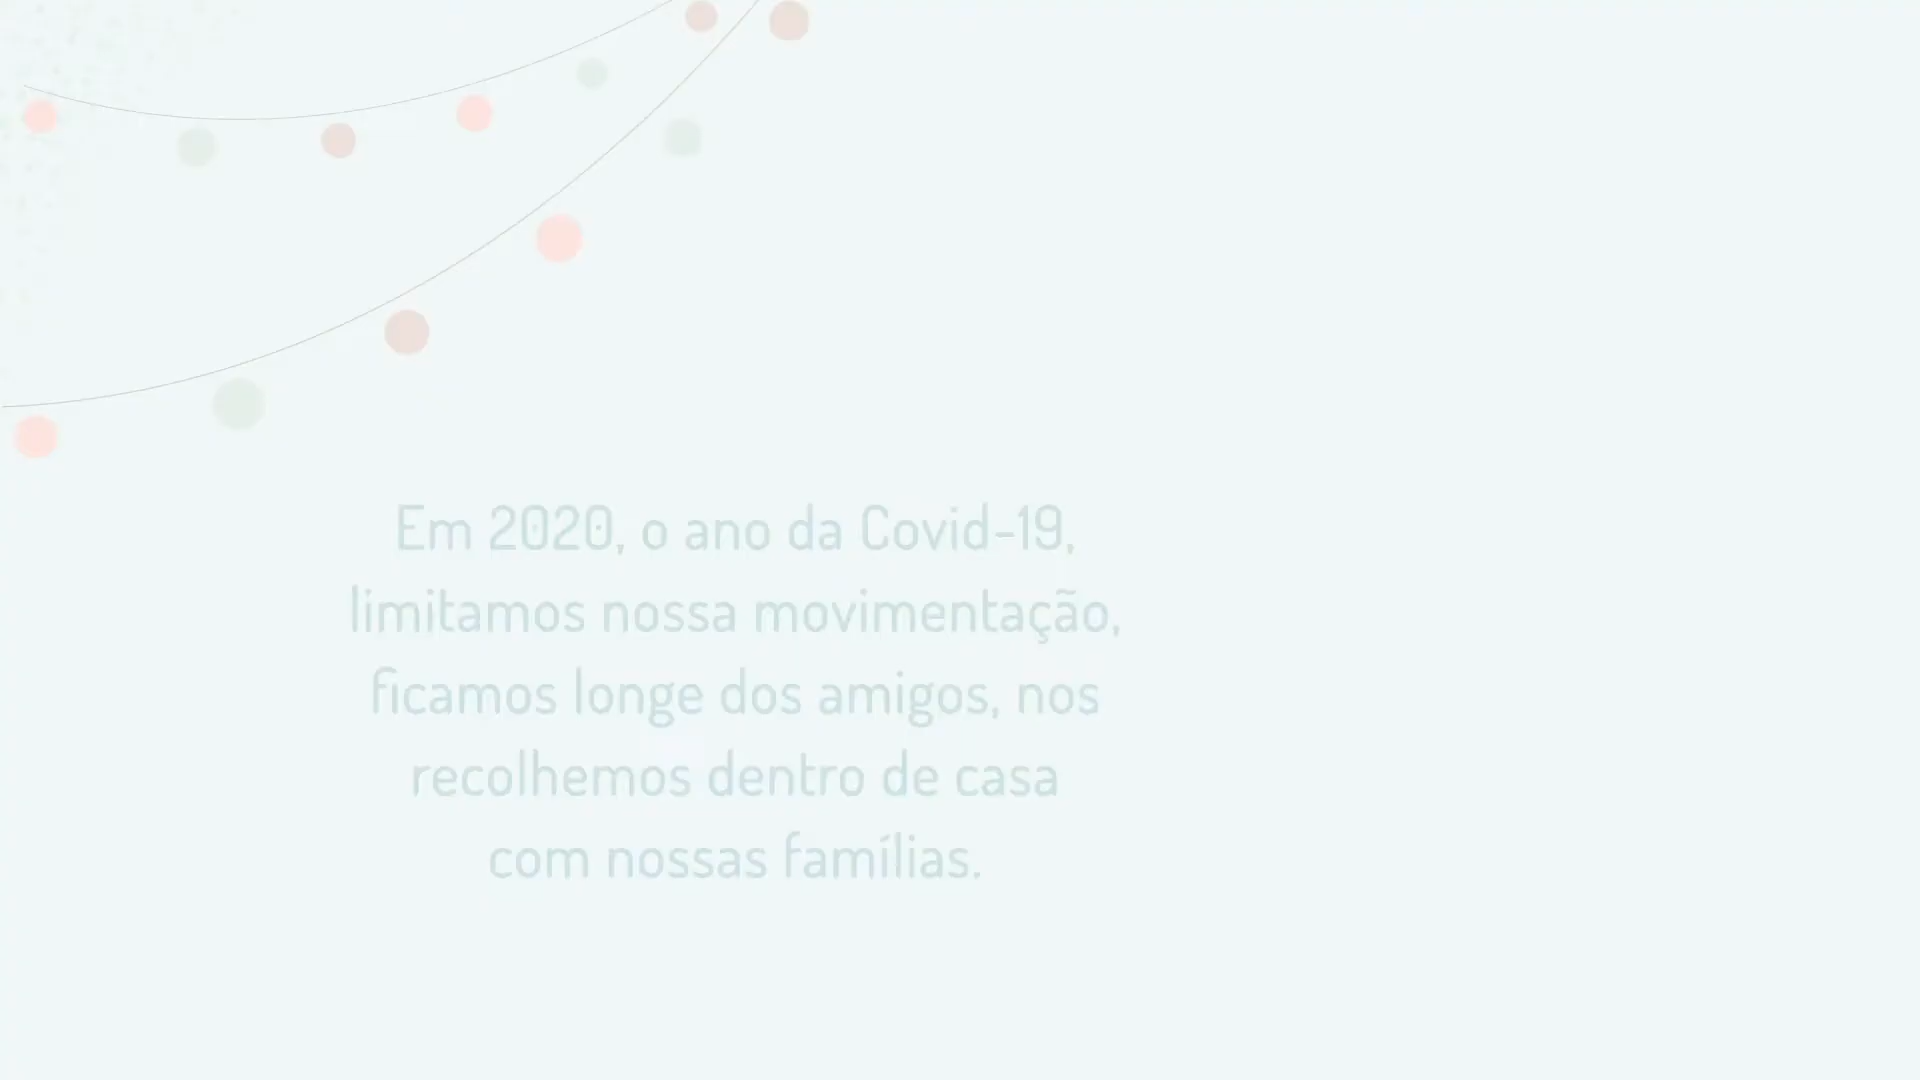 Em 2020, o ano da Covid-19,
limitamos nossa movimentação,
ficamos longe dos amigos, nos
recolhemos dentro de casa
com nossas famílias.